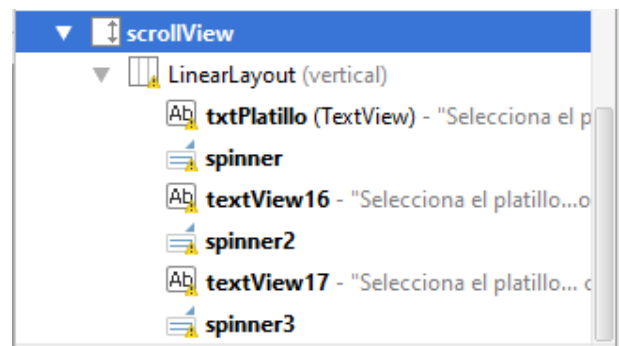 scrollView
LinearLayout (vertical)
txtPlatillo (TextView) - "Selecciona el p
spinner
textView16 - "Selecciona el platillo...o
spinner2
textView17 - "Selecciona el platillo... c
spinner3